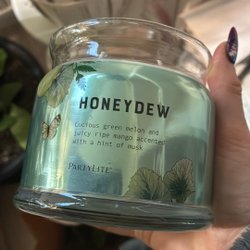 HONEYDEW
Luscious green melon and
juicy ripe mango accented
with a hint of musk
PARTYLITE